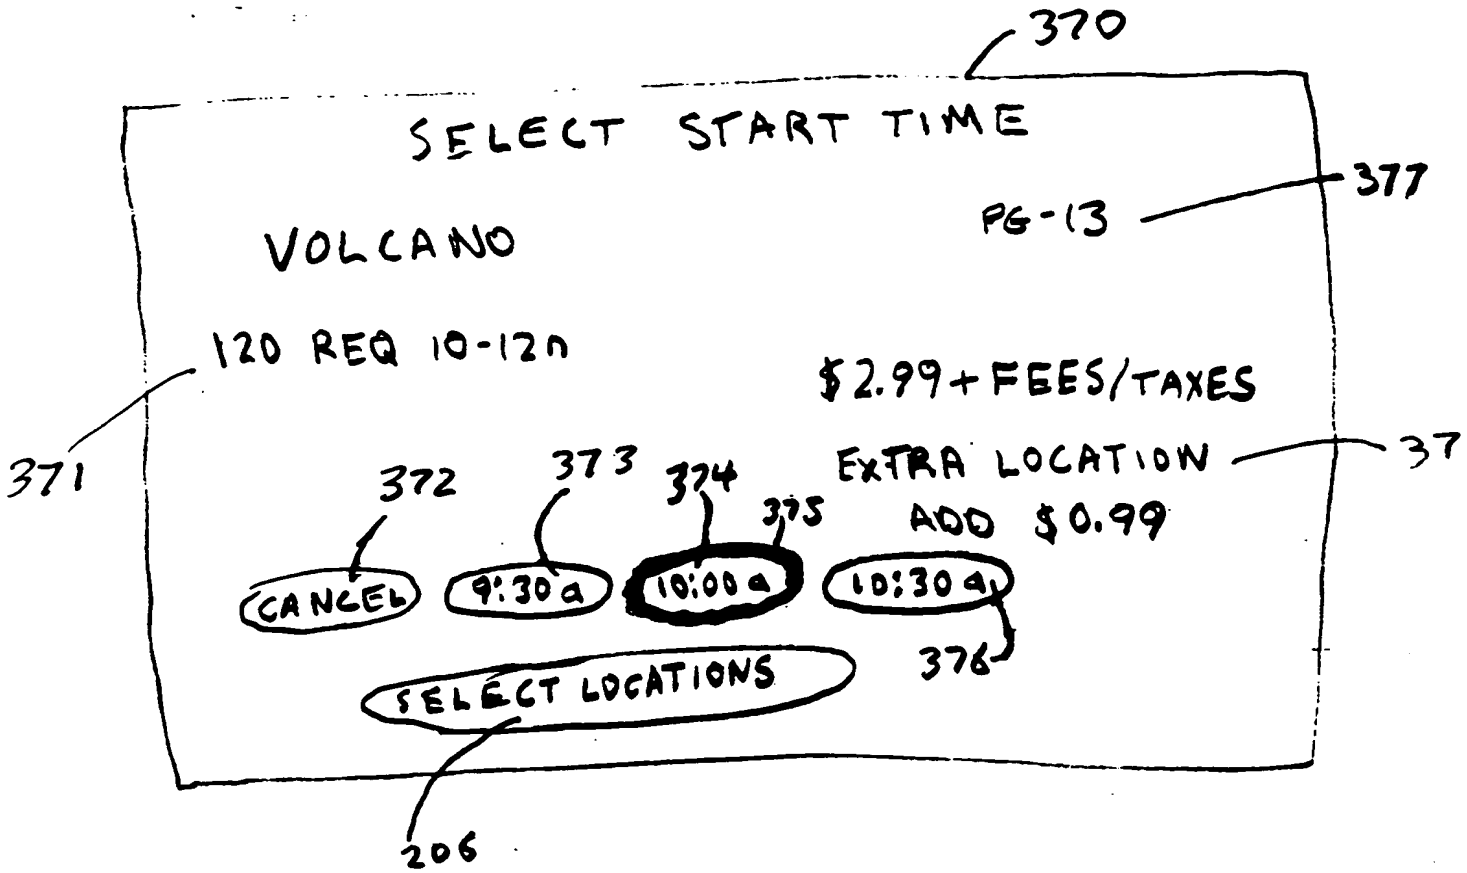 370
SELECT START TIME
377
PG-13
VOLCANO
120 REQ 10-12n
$2.99+FEES/TAXES
371
372
373
374
375
EXTRA LOCATION
37
ADD $0.99
CANCEL
9:30a
10:00a
10:30a
376
SELECT LOCATIONS
206